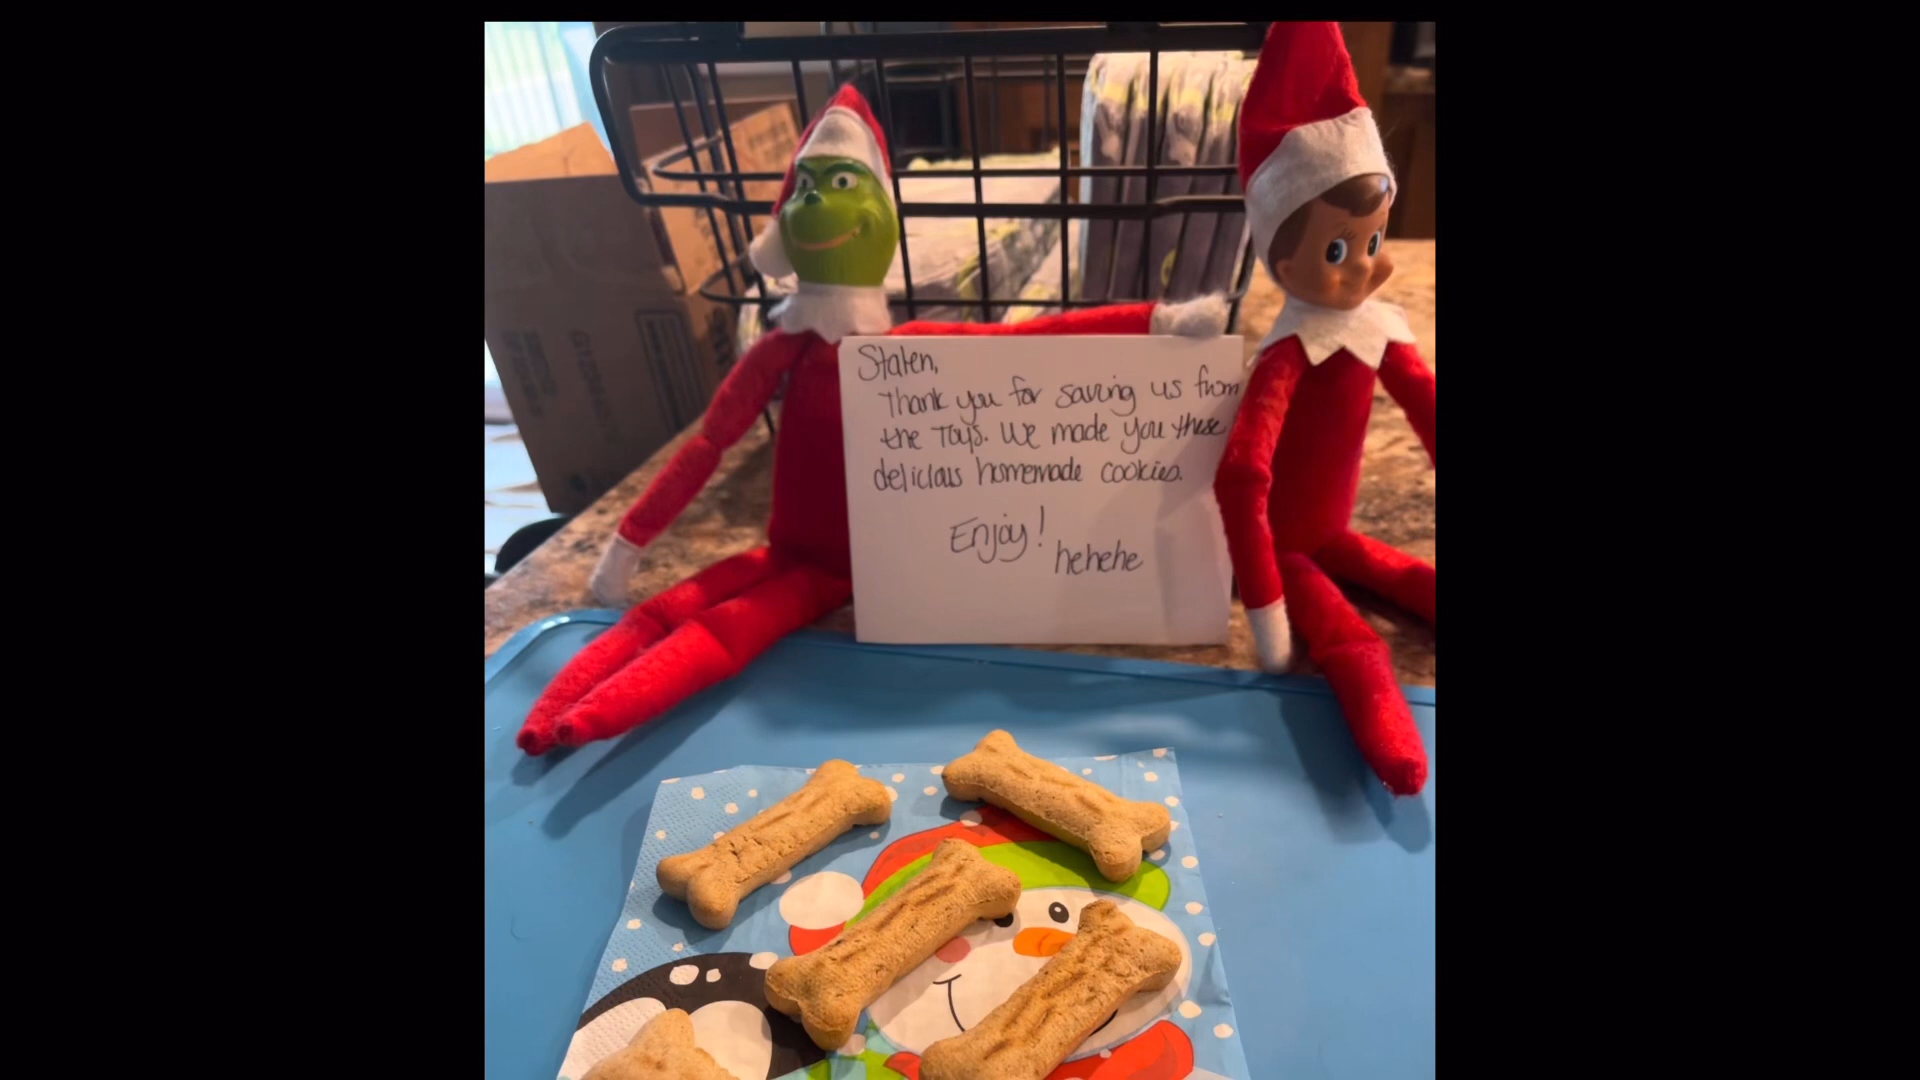 Staten,
Thank you for saving us from
the Toys. We made you these
delicious homemade cookies.
Enjoy!
hehehe